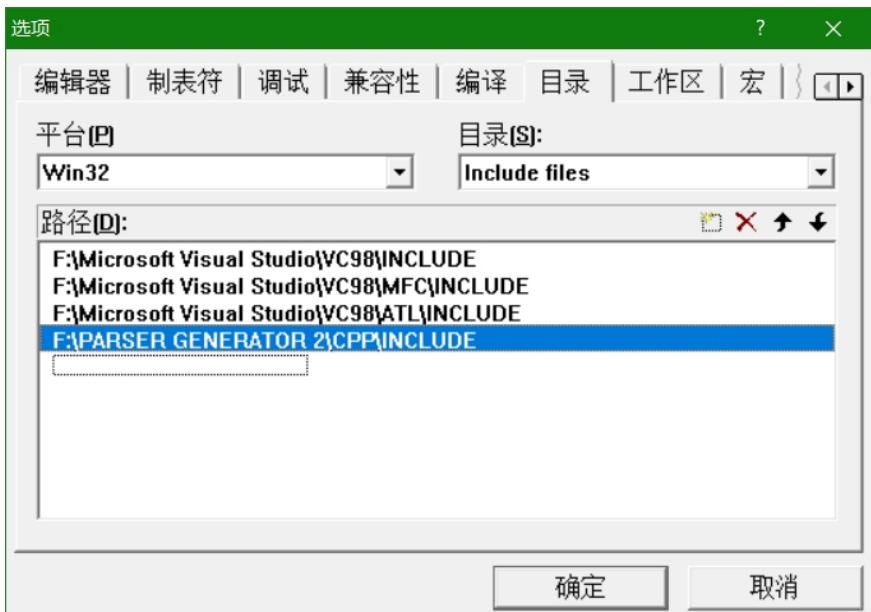 选项
编辑器 制表符 调试 兼容性 编译 目录 工作区 宏
平台(P) 目录(S):
Win32 Include files
路径(D):
F:\Microsoft Visual Studio\VC98\INCLUDE
F:\Microsoft Visual Studio\VC98\MFC\INCLUDE
F:\Microsoft Visual Studio\VC98\ATL\INCLUDE
F:\PARSER GENERATOR 2\CPP\INCLUDE
确定 取消